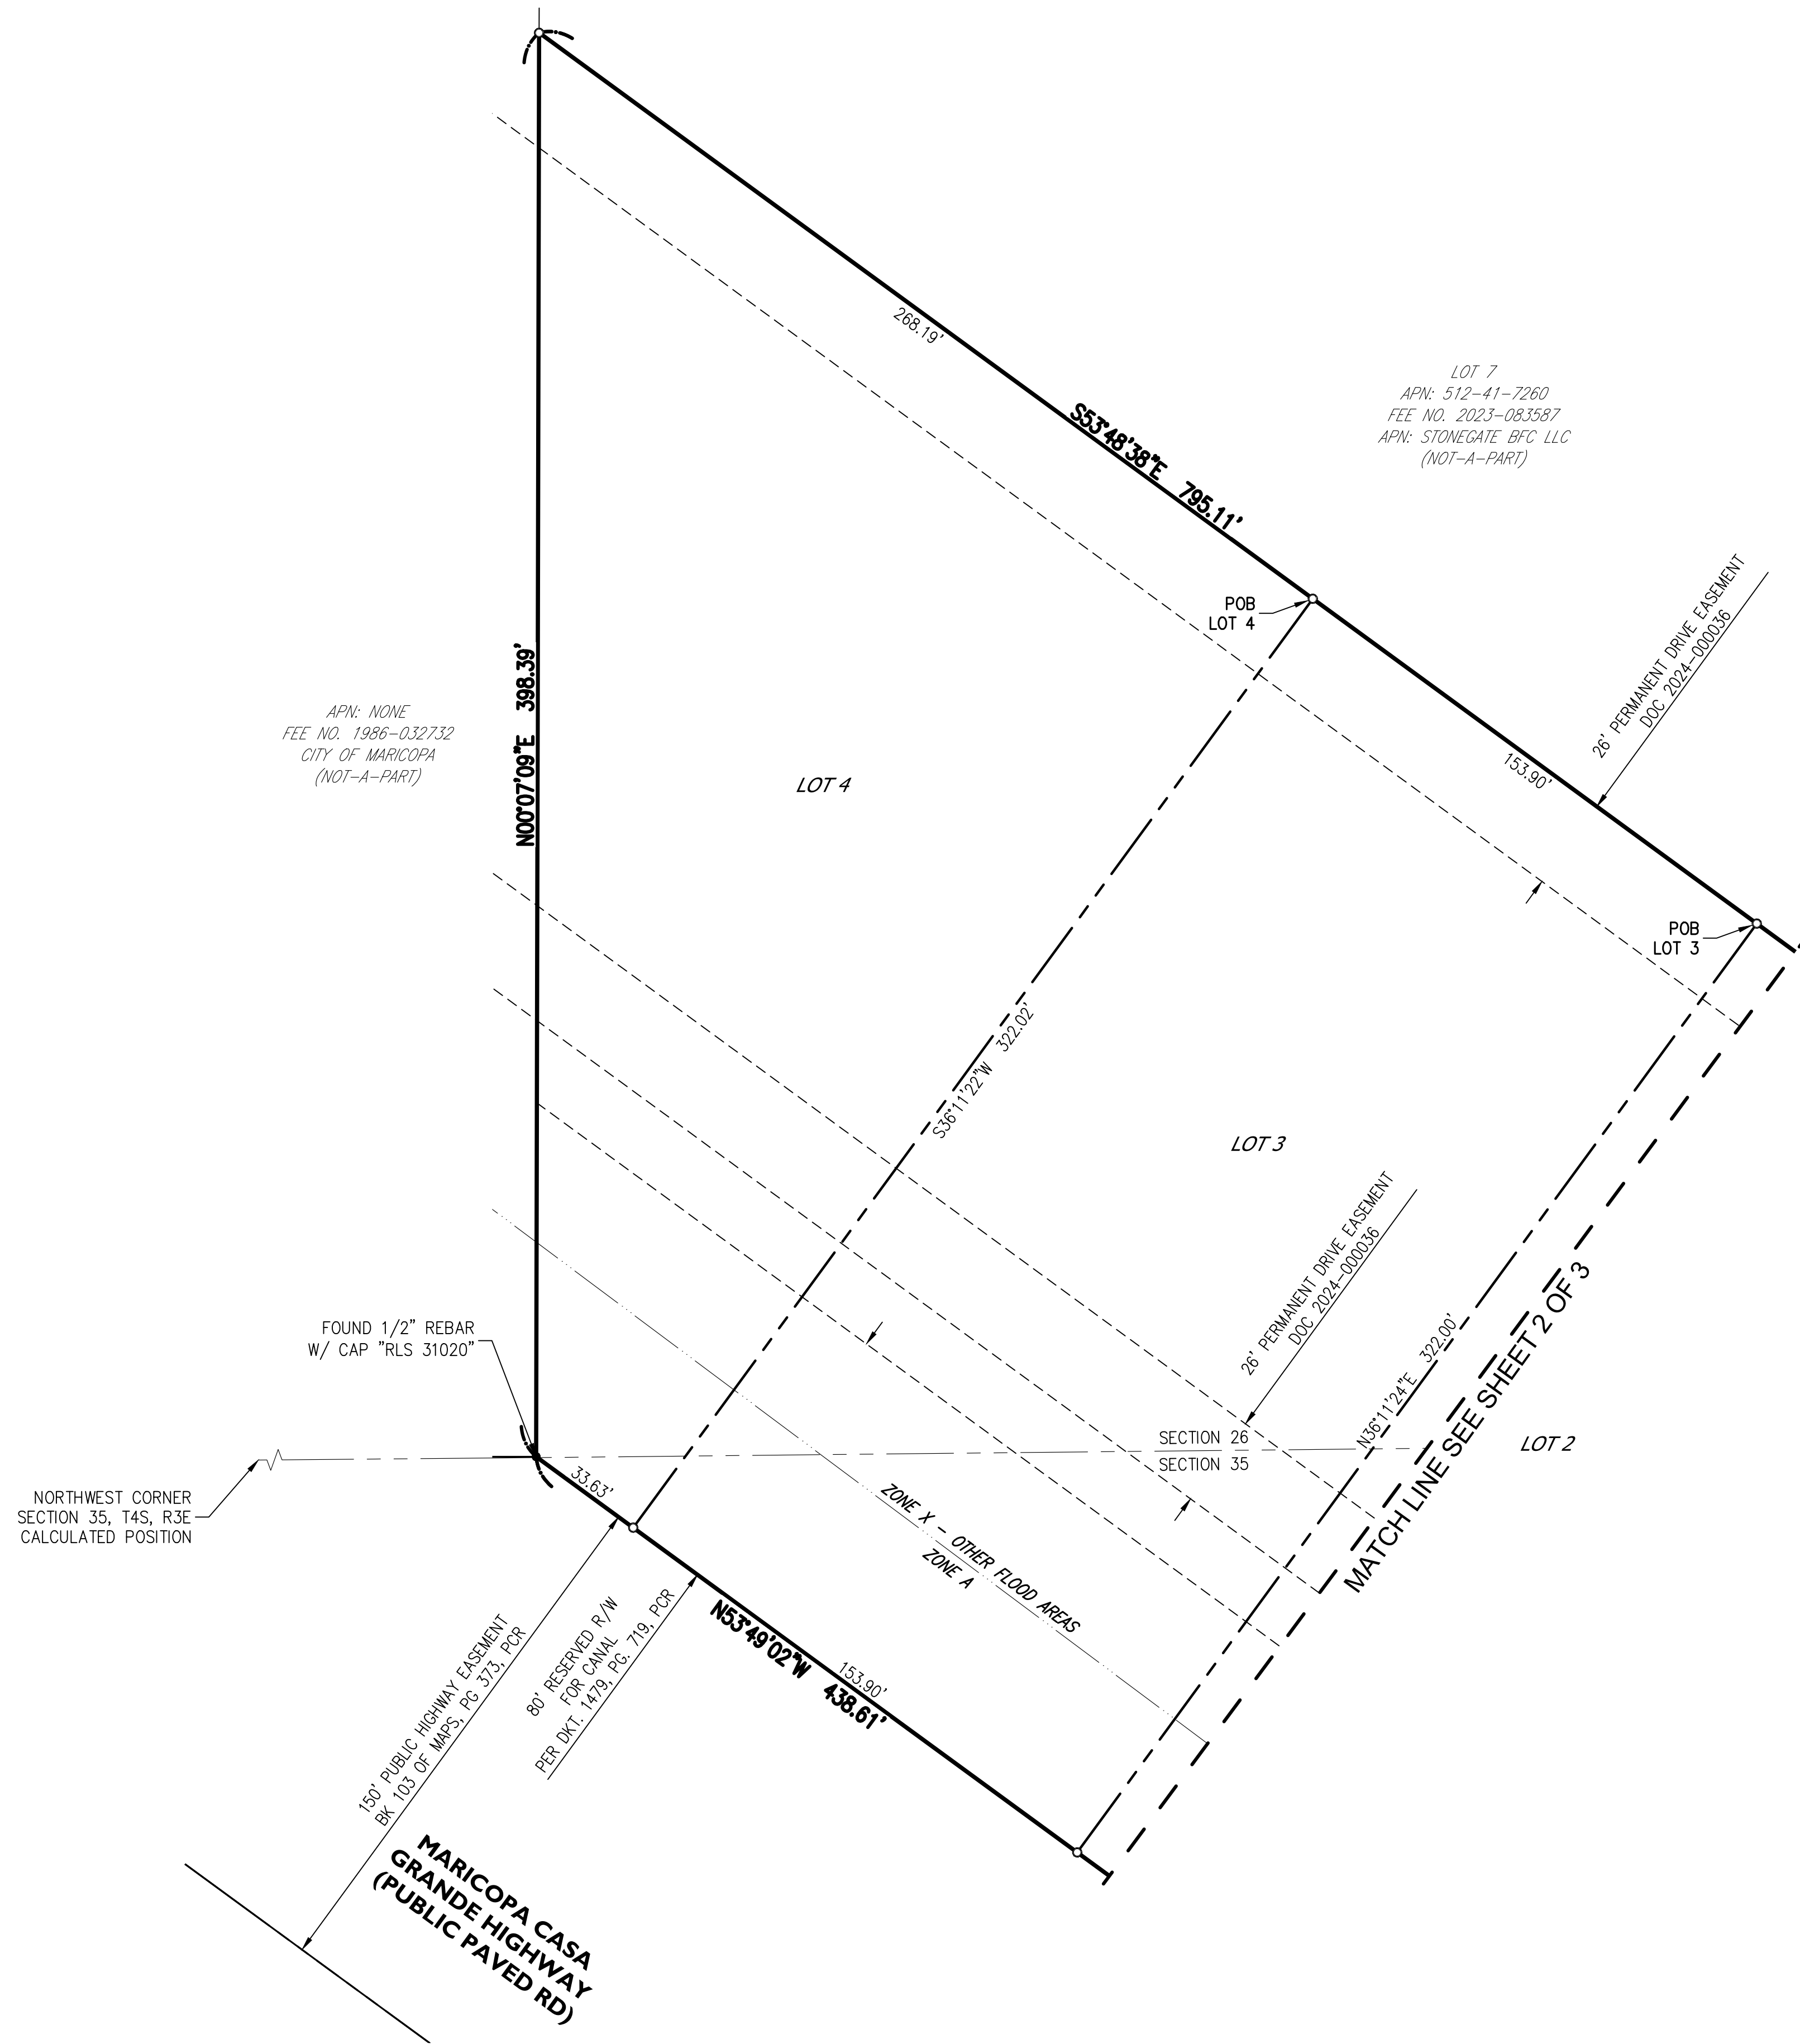 268.19'
LOT 7
APN: 512-41-7260
FEE NO. 2023-083587
APN: STONEGATE BFC LLC
(NOT-A-PART)
S53°48'38"E 795.11'
POB
LOT 4
26' PERMANENT DRIVE EASEMENT
DOC 2024-000036
N00°07'09"E 398.39'
APN: NONE
FEE NO. 1986-032732
CITY OF MARICOPA
(NOT-A-PART)
LOT 4
153.90'
POB
LOT 3
S36°11'22"W 322.02'
LOT 3
26' PERMANENT DRIVE EASEMENT
DOC 2024-000036
FOUND 1/2" REBAR
W/ CAP "RLS 31020"
N36°11'24"E 322.00'
MATCH LINE SEE SHEET 2 OF 3
LOT 2
SECTION 26
SECTION 35
NORTHWEST CORNER
SECTION 35, T4S, R3E
CALCULATED POSITION
33.63'
ZONE X - OTHER FLOOD AREAS
ZONE A
150' PUBLIC HIGHWAY EASEMENT
BK 103 OF MAPS, PG 373, PCR
80' RESERVED R/W
FOR CANAL
PER DKT. 1479, PG. 719, PCR
153.90'
N53°49'02"W 438.61'
MARICOPA CASA
GRANDE HIGHWAY
(PUBLIC PAVED RD)